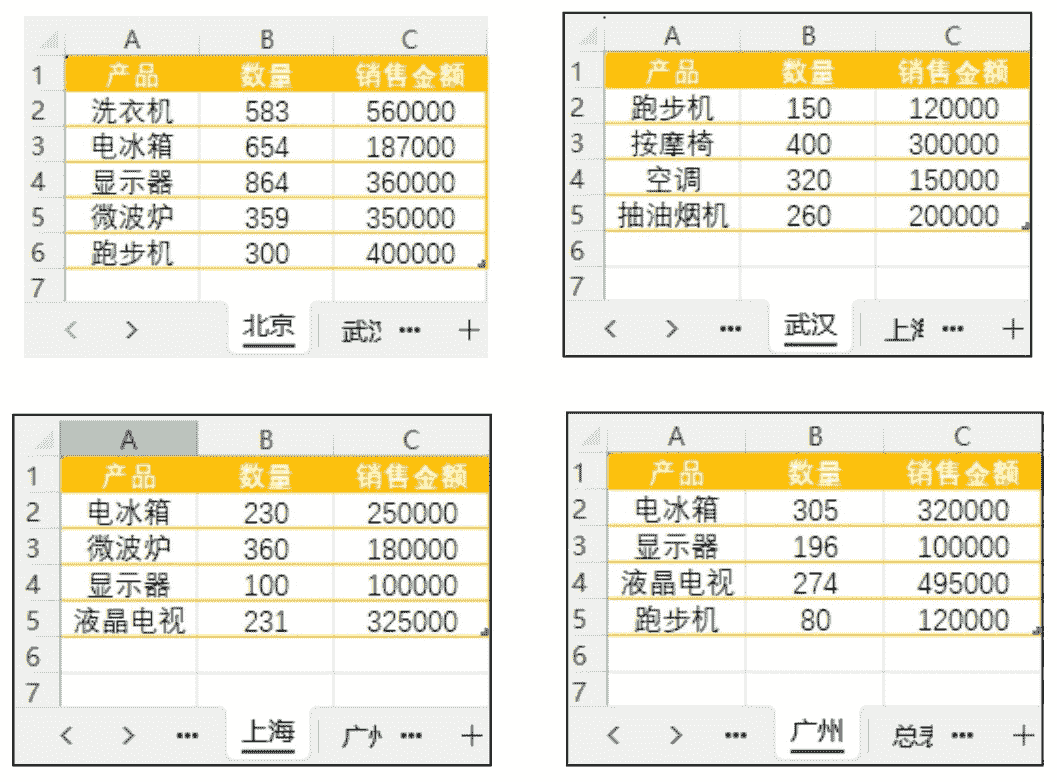 A B C
1 产品 数量 销售金额
2 洗衣机 583 560000
3 电冰箱 654 187000
4 显示器 864 360000
5 微波炉 359 350000
6 跑步机 300 400000
7
北京 武汉 ••• +
A B C
1 产品 数量 销售金额
2 跑步机 150 120000
3 按摩椅 400 300000
4 空调 320 150000
5 抽油烟机 260 200000
6
7
••• 武汉 上海 ••• +
A B C
1 产品 数量 销售金额
2 电冰箱 230 250000
3 微波炉 360 180000
4 显示器 100 100000
5 液晶电视 231 325000
6
7
••• 上海 广州 ••• +
A B C
1 产品 数量 销售金额
2 电冰箱 305 320000
3 显示器 196 100000
4 液晶电视 274 495000
5 跑步机 80 120000
6
7
••• 广州 总表 ••• +